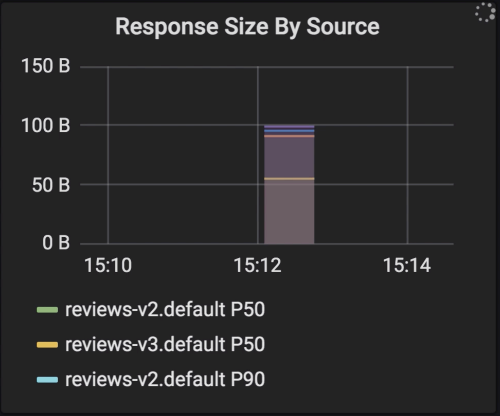 Response Size By Source
150 B
100 B
50 B
0 B
15:10 15:12 15:14
reviews-v2.default P50
reviews-v3.default P50
reviews-v2.default P90